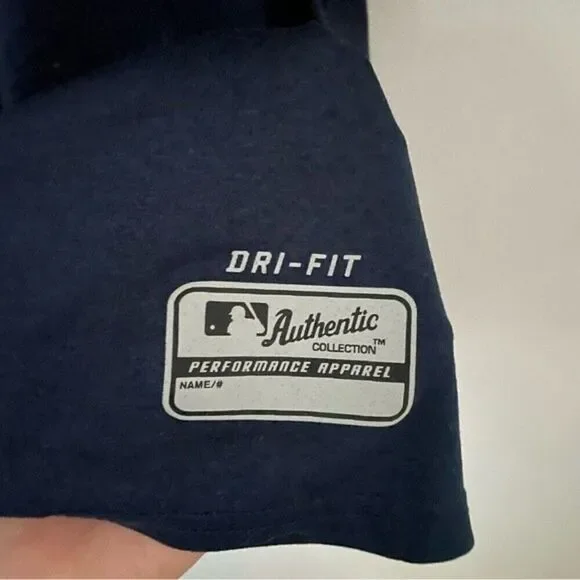 DRI-FIT
Authentic
COLLECTION™
PERFORMANCE APPAREL
NAME/#